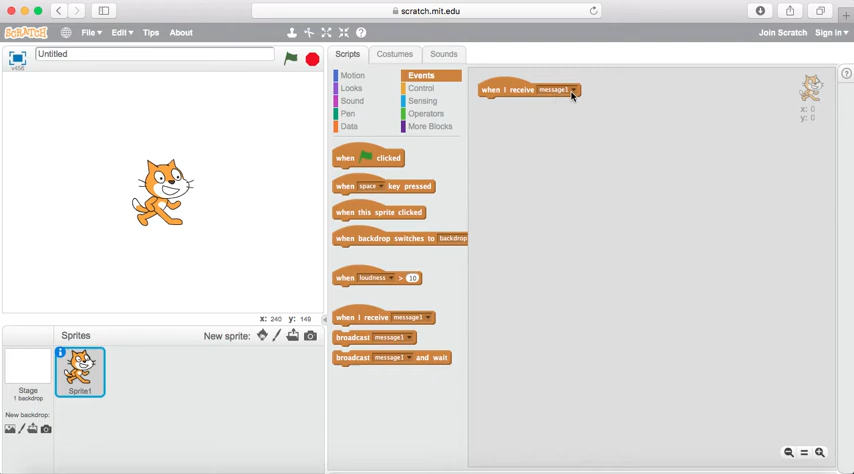 scratch.mit.edu
SCRATCH File Edit Tips About Join Scratch Sign in
Untitled
v456
Scripts Costumes Sounds
Motion Events
Looks Control
Sound Sensing
Pen Operators
Data More Blocks
when clicked
when space key pressed
when this sprite clicked
when backdrop switches to backdrop
when loudness > 10
when I receive message1
broadcast message1
broadcast message1 and wait
when I receive message1
x: 0
y: 0
x: 240 y: 149
Sprites New sprite:
Stage
1 backdrop
New backdrop:
Sprite1